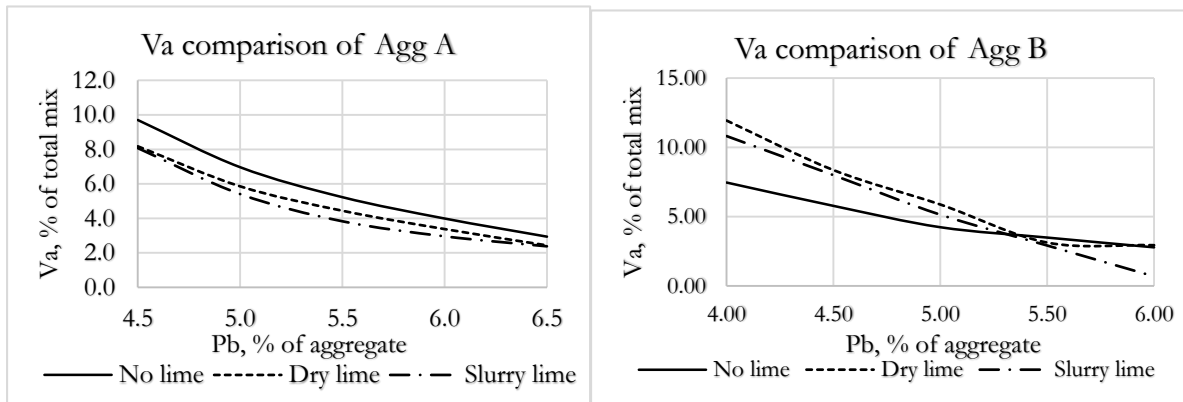 Va comparison of Agg A
Va, % of total mix
12.0
10.0
8.0
6.0
4.0
2.0
0.0
4.5 5.0 5.5 6.0 6.5
Pb, % of aggregate
No lime Dry lime Slurry lime
Va comparison of Agg B
Va, % of total mix
15.00
10.00
5.00
0.00
4.00 4.50 5.00 5.50 6.00
Pb, % of aggregate
No lime Dry lime Slurry lime